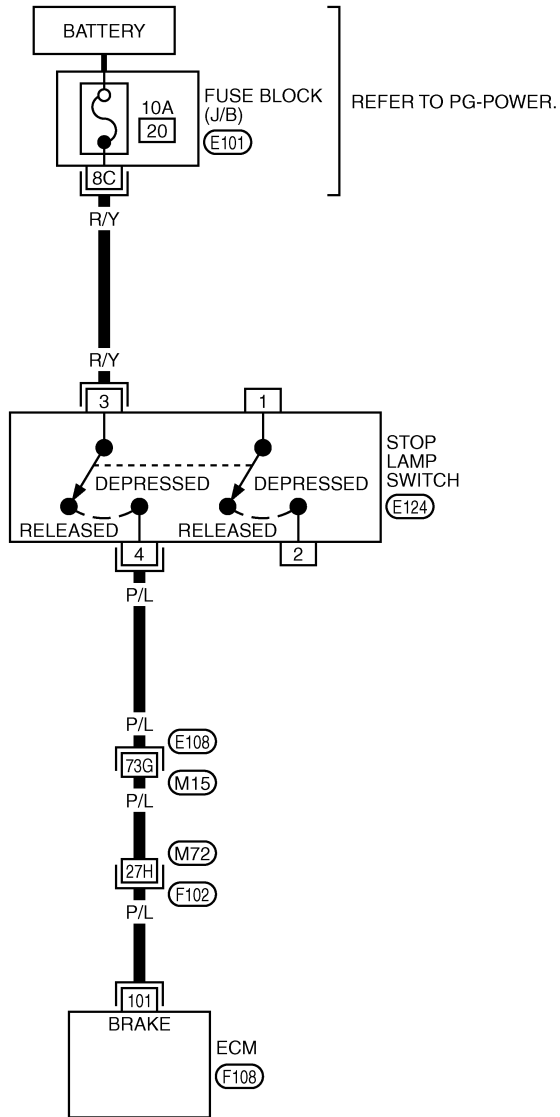 BATTERY
10A
20
FUSE BLOCK
(J/B)
E101
REFER TO PG-POWER.
8C
R/Y
R/Y
3
1
DEPRESSED
DEPRESSED
RELEASED
RELEASED
STOP
LAMP
SWITCH
E124
4
2
P/L
P/L
E108
73G
M15
P/L
M72
27H
F102
P/L
101
BRAKE
ECM
F108